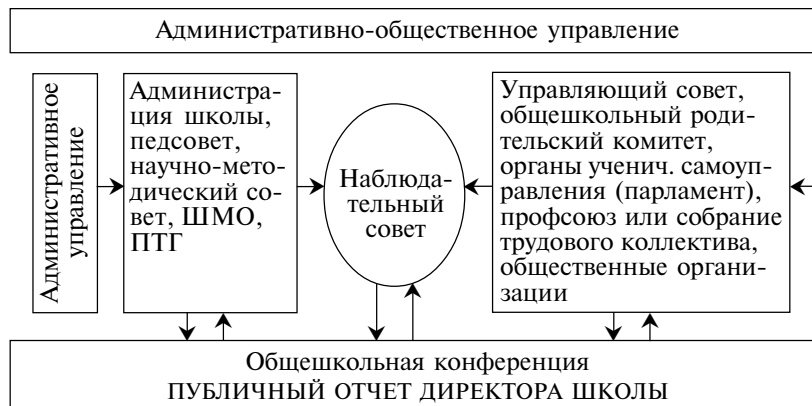 Административно-общественное управление
Административное
управление
Администра-
ция школы,
педсовет,
научно-мето-
дический со-
вет, ШМО,
ПТГ
Наблюда-
тельный
совет
Управляющий совет,
общешкольный роди-
тельский комитет,
органы ученич. самоуп-
равления (парламент),
профсоюз или собрание
трудового коллектива,
общественные органи-
зации
Общешкольная конференция
ПУБЛИЧНЫЙ ОТЧЕТ ДИРЕКТОРА ШКОЛЫ